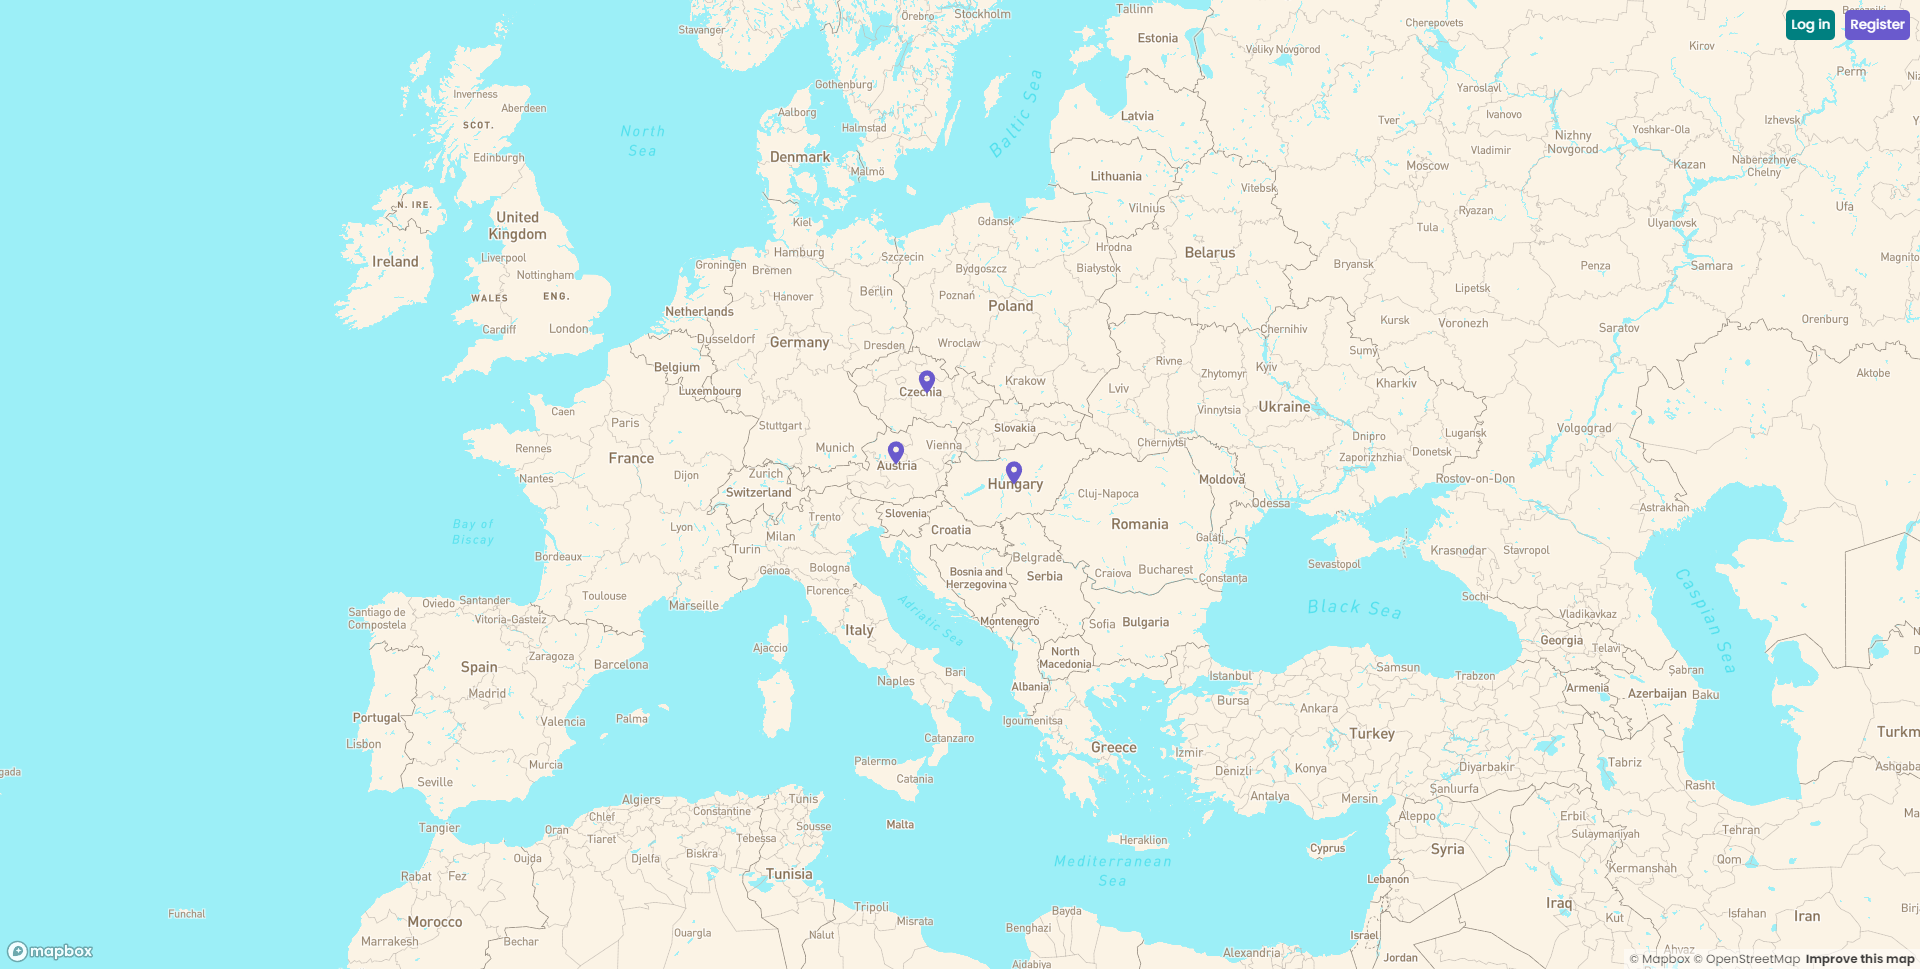 Log in
Register
Stavanger
Örebro
Stockholm
Tallinn
Estonia
Cherepovets
Veliky Novgorod
Kirov
Perm
Inverness
Aberdeen
SCOT.
Gothenburg
Aalborg
Halmstad
Baltic Sea
Latvia
Tver
Yaroslavl
Ivanovo
Vladimir
Nizhny
Novgorod
Yoshkar-Ola
Izhevsk
Kazan
Naberezhnye
Chelny
North
Sea
Edinburgh
Denmark
Malmö
Lithuania
Vilnius
Vitebsk
Moscow
N. IRE.
United
Kingdom
Kiel
Gdansk
Ryazan
Tula
Ulyanovsk
Ufa
Ireland
Liverpool
Nottingham
WALES
ENG.
Groningen
Bremen
Hamburg
Szczecin
Bydgoszcz
Białystok
Hrodna
Belarus
Bryansk
Penza
Samara
Magnito
Cardiff
London
Netherlands
Hanover
Berlin
Poznań
Poland
Lipetsk
Orenburg
Dusseldorf
Germany
Dresden
Wroclaw
Chernihiv
Kursk
Voronezh
Saratov
Belgium
Luxembourg
Czechia
Krakow
Rivne
Lviv
Zhytomyr
Kyiv
Sumy
Kharkiv
Aktobe
Caen
Paris
Stuttgart
Slovakia
Vinnytsia
Ukraine
Volgograd
Rennes
France
Munich
Vienna
Chernivtsi
Dnipro
Luhansk
Donetsk
Zaporizhzhia
Nantes
Dijon
Zurich
Switzerland
Austria
Hungary
Cluj-Napoca
Moldova
Rostov-on-Don
Odessa
Astrakhan
Bay of
Biscay
Lyon
Trento
Milan
Turin
Slovenia
Croatia
Romania
Galați
Krasnodar
Stavropol
Bordeaux
Genoa
Bologna
Florence
Belgrade
Bosnia and
Herzegovina
Serbia
Craiova
Bucharest
Constanța
Sevastopol
Sochi
Caspian Sea
Santiago de
Compostela
Oviedo
Santander
Vitoria-Gasteiz
Toulouse
Marseille
Adriatic Sea
Montenegro
Sofia
Bulgaria
Black Sea
Vladikavkaz
Georgia
Telavi
Spain
Zaragoza
Barcelona
Ajaccio
Italy
North
Macedonia
Istanbul
Samsun
Trabzon
Sabran
Madrid
Naples
Bari
Albania
Armenia
Azerbaijan
Baku
Portugal
Lisbon
Valencia
Palma
Igoumenitsa
Bursa
Ankara
Turkey
Turkm
Murcia
Seville
Catanzaro
Palermo
Catania
Greece
Izmir
Denizli
Konya
Diyarbakir
Tabriz
Ashgaba
gada
Tangier
Algiers
Chlef
Oran
Tiaret
Constantine
Tebessa
Tunis
Sousse
Malta
Antalya
Mersin
Sanlurfa
Rasht
Aleppo
Erbil
Sulaymaniyah
Tehran
Oujda
Djelfa
Biskra
Heraklion
Mediterranean
Sea
Cyprus
Syria
Kermanshah
Qom
Rabat
Fez
Tunisia
Lebanon
Funchal
Morocco
Tripoli
Misrata
Bayda
Benghazi
Iraq
Kut
Isfahan
Iran
Birj
Marrakesh
Bechar
Ouargla
Nalut
Ajdabiya
Alexandria
Israel
Jordan
Ahvaz
mapbox
© Mapbox © OpenStreetMap Improve this map